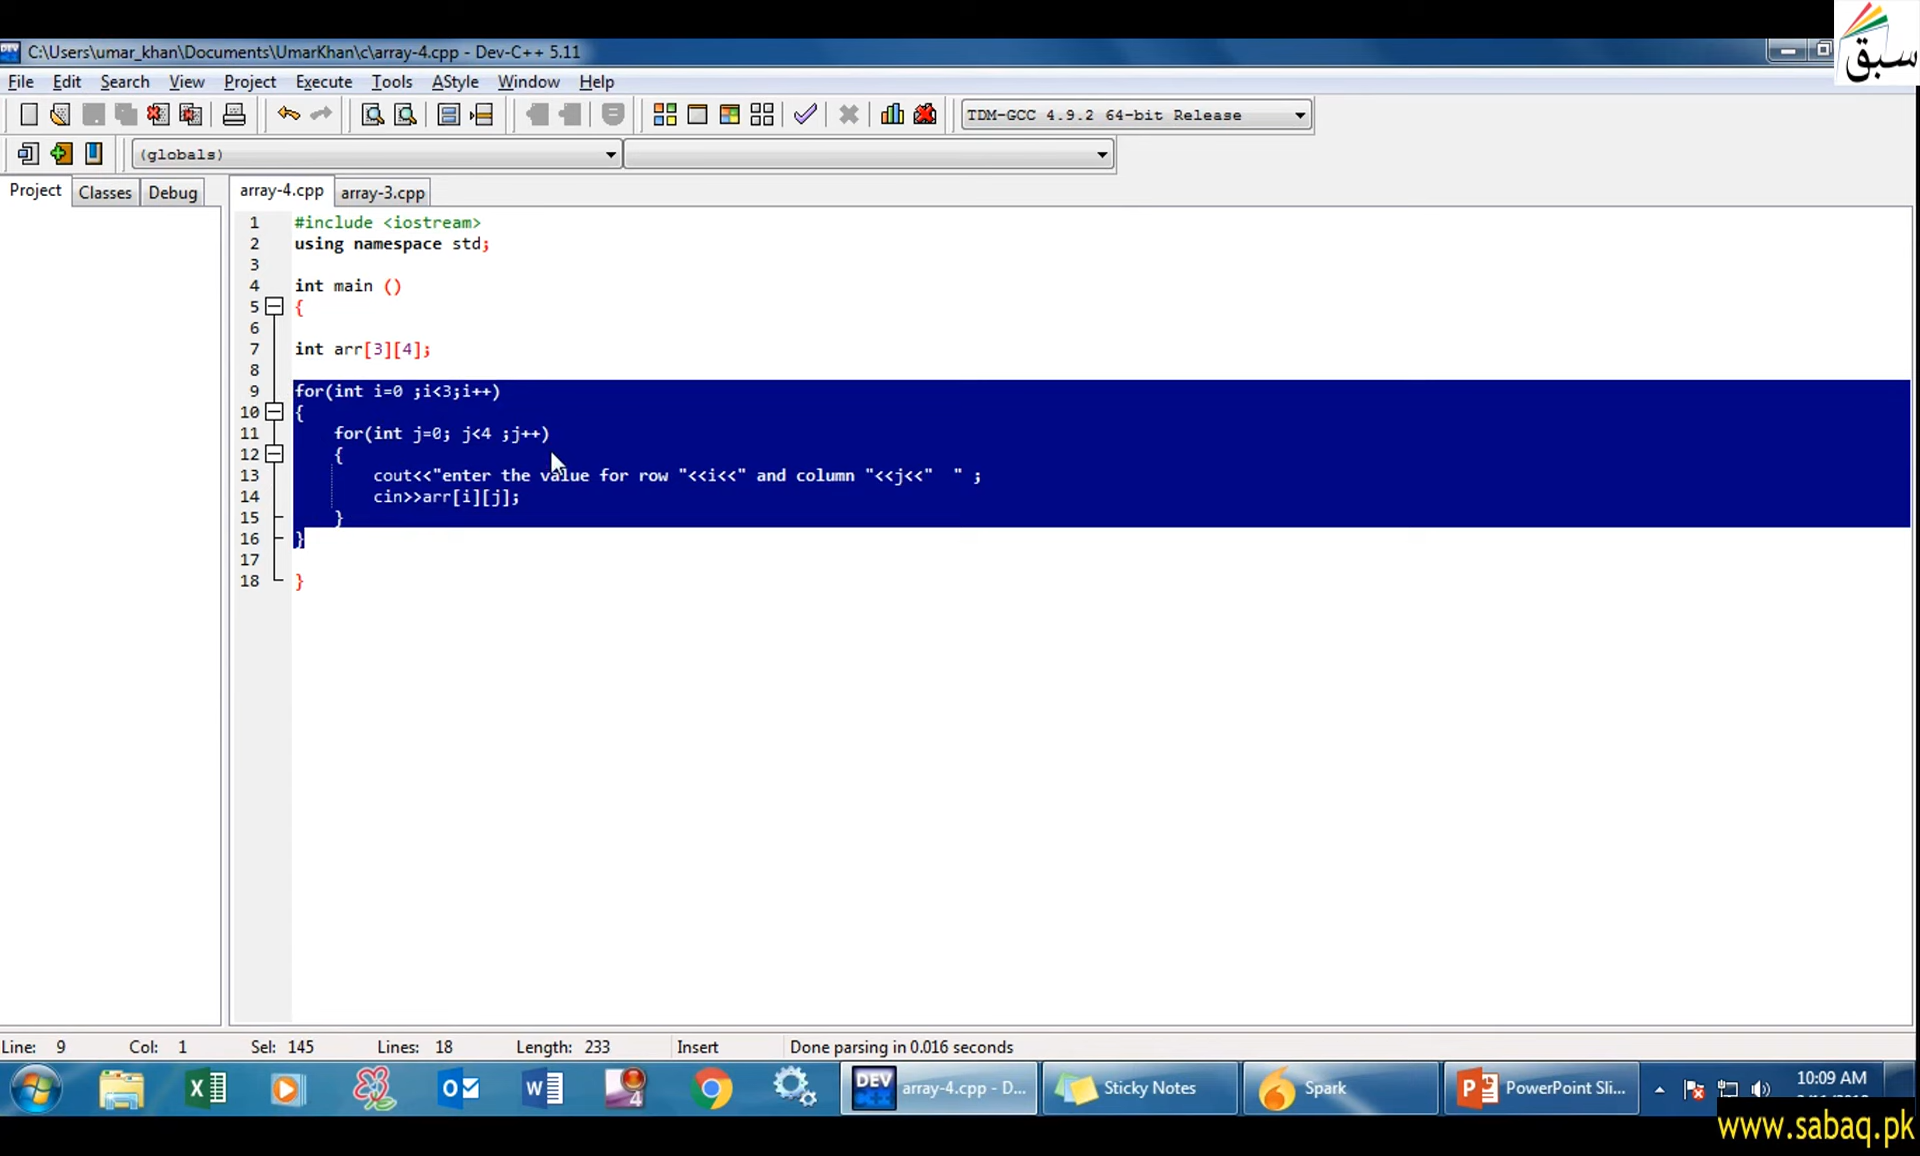 سبق
C:\Users\umar_khan\Documents\UmarKhan\c\array-4.cpp - Dev-C++ 5.11
File Edit Search View Project Execute Tools AStyle Window Help
TDM-GCC 4.9.2 64-bit Release
(globals)
Project Classes Debug array-4.cpp array-3.cpp
1 #include <iostream>
2 using namespace std;
3
4 int main ()
5 {
6
7 int arr[3][4];
8
9 for(int i=0 ;i<3;i++)
10 {
11     for(int j=0; j<4 ;j++)
12     {
13         cout<<"enter the value for row "<<i<<" and column "<<j<<"  " ;
14         cin>>arr[i][j];
15     }
16 }
17
18 }
Line: 9 Col: 1 Sel: 145 Lines: 18 Length: 233 Insert Done parsing in 0.016 seconds
array-4.cpp - D... Sticky Notes Spark PowerPoint Sli... 10:09 AM
www.sabaq.pk